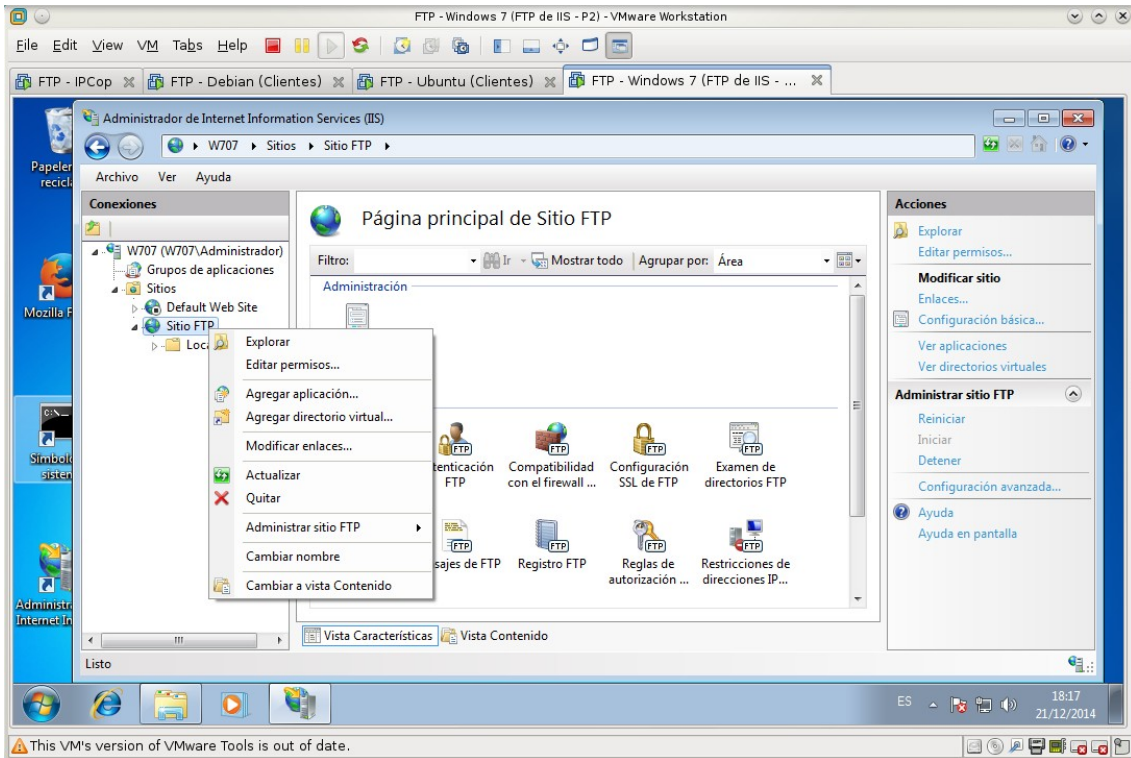 FTP - Windows 7 (FTP de IIS - P2) - VMware Workstation
File Edit View VM Tabs Help
FTP - IPCop
FTP - Debian (Clientes)
FTP - Ubuntu (Clientes)
FTP - Windows 7 (FTP de IIS - ...
Administrador de Internet Information Services (IIS)
W707 Sitios Sitio FTP
Archivo Ver Ayuda
Conexiones
W707 (W707\Administrador)
Grupos de aplicaciones
Sitios
Default Web Site
Sitio FTP
Explorar
Editar permisos...
Agregar aplicación...
Agregar directorio virtual...
Modificar enlaces...
Actualizar
Quitar
Administrar sitio FTP
Cambiar nombre
Cambiar a vista Contenido
Página principal de Sitio FTP
Filtro: Ir Mostrar todo Agrupar por: Área
Administración
FTP
Compatibilidad
con el firewall ...
Configuración
SSL de FTP
Examen de
directorios FTP
de FTP
Registro FTP
Reglas de
autorización ...
Restricciones de
direcciones IP...
Vista Características Vista Contenido
Acciones
Explorar
Editar permisos...
Modificar sitio
Enlaces...
Configuración básica...
Ver aplicaciones
Ver directorios virtuales
Administrar sitio FTP
Reiniciar
Iniciar
Detener
Configuración avanzada...
Ayuda
Ayuda en pantalla
Listo
Mozilla
ES
18:17
21/12/2014
This VM's version of VMware Tools is out of date.